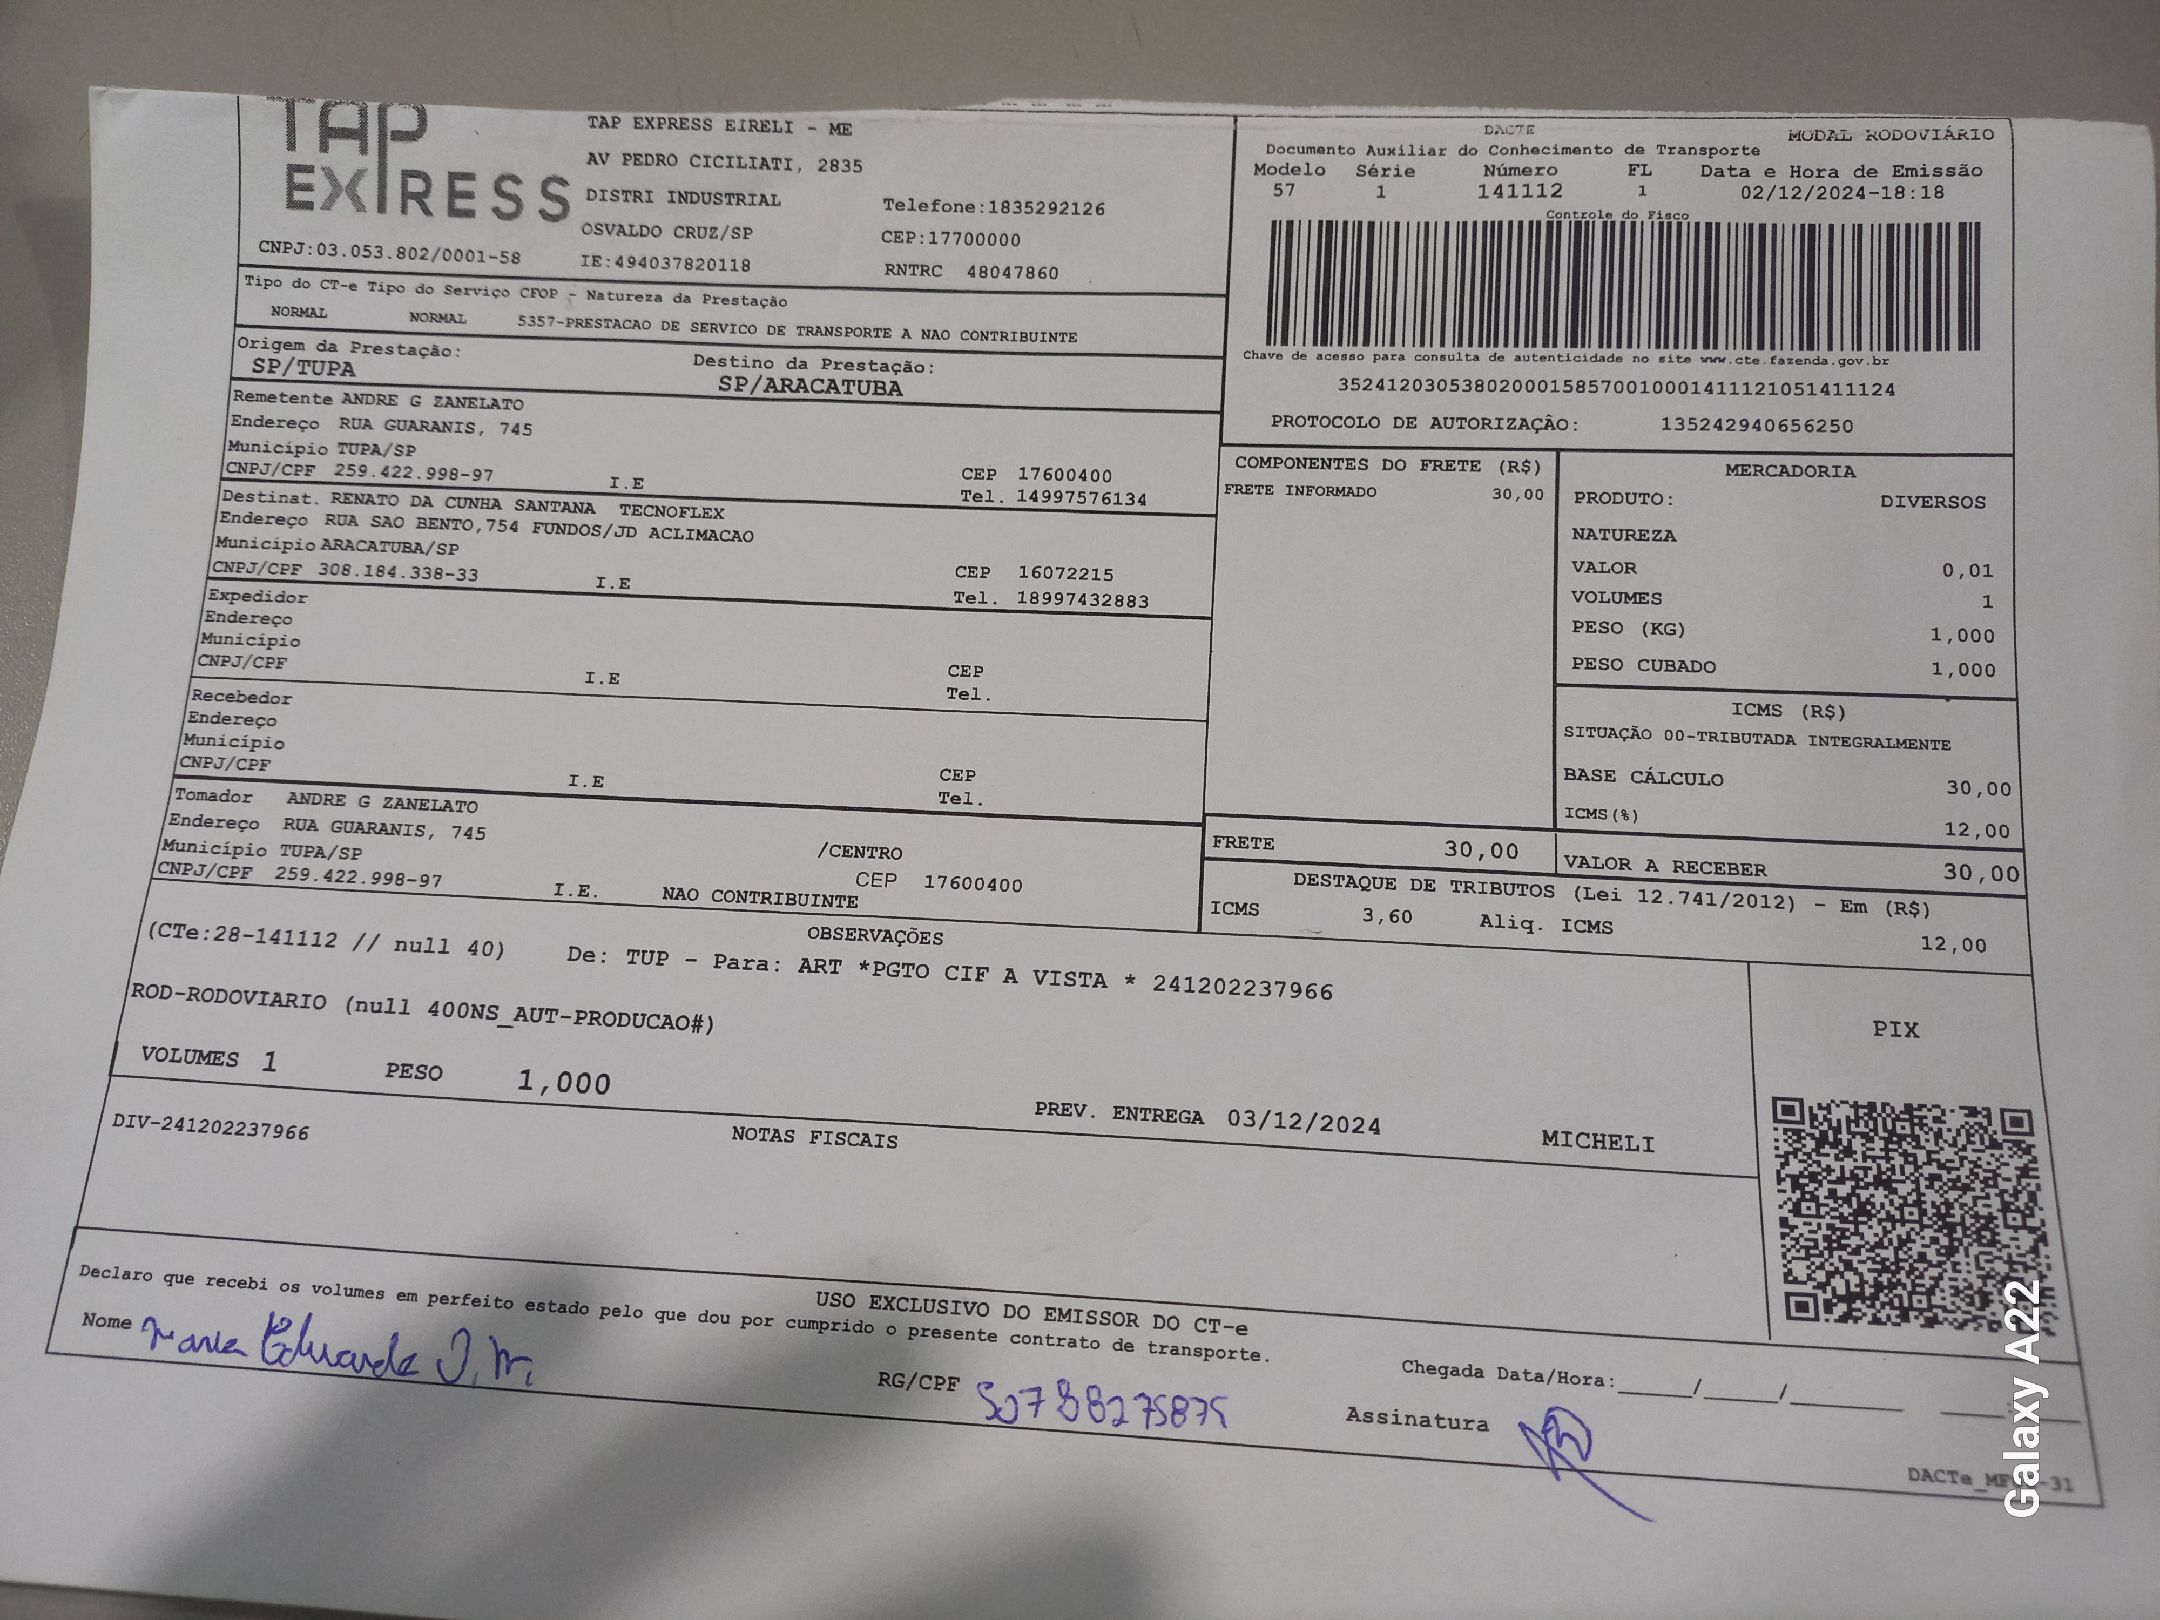 TAP EXPRESS
TAP EXPRESS EIRELI - ME
AV PEDRO CICILIATI, 2835
DISTRI INDUSTRIAL Telefone:1835292126
OSVALDO CRUZ/SP CEP:17700000
CNPJ:03.053.802/0001-58 IE:494037820118 RNTRC 48047860
DACTE MODAL RODOVIÁRIO
Documento Auxiliar do Conhecimento de Transporte
Modelo Série Número FL Data e Hora de Emissão
57 1 141112 1 02/12/2024-18:18
Controle do Fisco
Chave de acesso para consulta de autenticidade no site www.cte.fazenda.gov.br
35241203053802000158570010001411121051411124
PROTOCOLO DE AUTORIZAÇÂO: 135242940656250
Tipo do CT-e Tipo do Serviço CFOP - Natureza da Prestação
NORMAL NORMAL 5357-PRESTACAO DE SERVICO DE TRANSPORTE A NAO CONTRIBUINTE
Origem da Prestação: Destino da Prestação:
SP/TUPA SP/ARACATUBA
Remetente ANDRE G ZANELATO
Endereço RUA GUARANIS, 745
Município TUPA/SP CEP 17600400
CNPJ/CPF 259.422.998-97 I.E Tel. 14997576134
Destinat. RENATO DA CUNHA SANTANA TECNOFLEX
Endereço RUA SAO BENTO,754 FUNDOS/JD ACLIMACAO
Município ARACATUBA/SP CEP 16072215
CNPJ/CPF 308.184.338-33 I.E Tel. 18997432883
Expedidor
Endereço
Município CEP
CNPJ/CPF I.E Tel.
Recebedor
Endereço
Município CEP
CNPJ/CPF I.E Tel.
Tomador ANDRE G ZANELATO
Endereço RUA GUARANIS, 745 /CENTRO
Município TUPA/SP CEP 17600400
CNPJ/CPF 259.422.998-97 I.E. NAO CONTRIBUINTE
COMPONENTES DO FRETE (R$)
FRETE INFORMADO 30,00
MERCADORIA
PRODUTO: DIVERSOS
NATUREZA
VALOR 0,01
VOLUMES 1
PESO (KG) 1,000
PESO CUBADO 1,000
ICMS (R$)
SITUAÇÃO 00-TRIBUTADA INTEGRALMENTE
BASE CÁLCULO 30,00
ICMS(%) 12,00
FRETE 30,00 VALOR A RECEBER 30,00
DESTAQUE DE TRIBUTOS (Lei 12.741/2012) - Em (R$)
ICMS 3,60 Aliq. ICMS 12,00
OBSERVAÇÕES
(CTe:28-141112 // null 40) De: TUP - Para: ART *PGTO CIF A VISTA * 241202237966
ROD-RODOVIARIO (null 400NS_AUT-PRODUCAO#)
VOLUMES 1 PESO 1,000 PREV. ENTREGA 03/12/2024 MICHELI
PIX
NOTAS FISCAIS
DIV-241202237966
USO EXCLUSIVO DO EMISSOR DO CT-e
Declaro que recebi os volumes em perfeito estado pelo que dou por cumprido o presente contrato de transporte.
Nome Maria Eduarda J. M. RG/CPF 50788275875 Chegada Data/Hora:_____/_____/_____
Assinatura
Galaxy A22